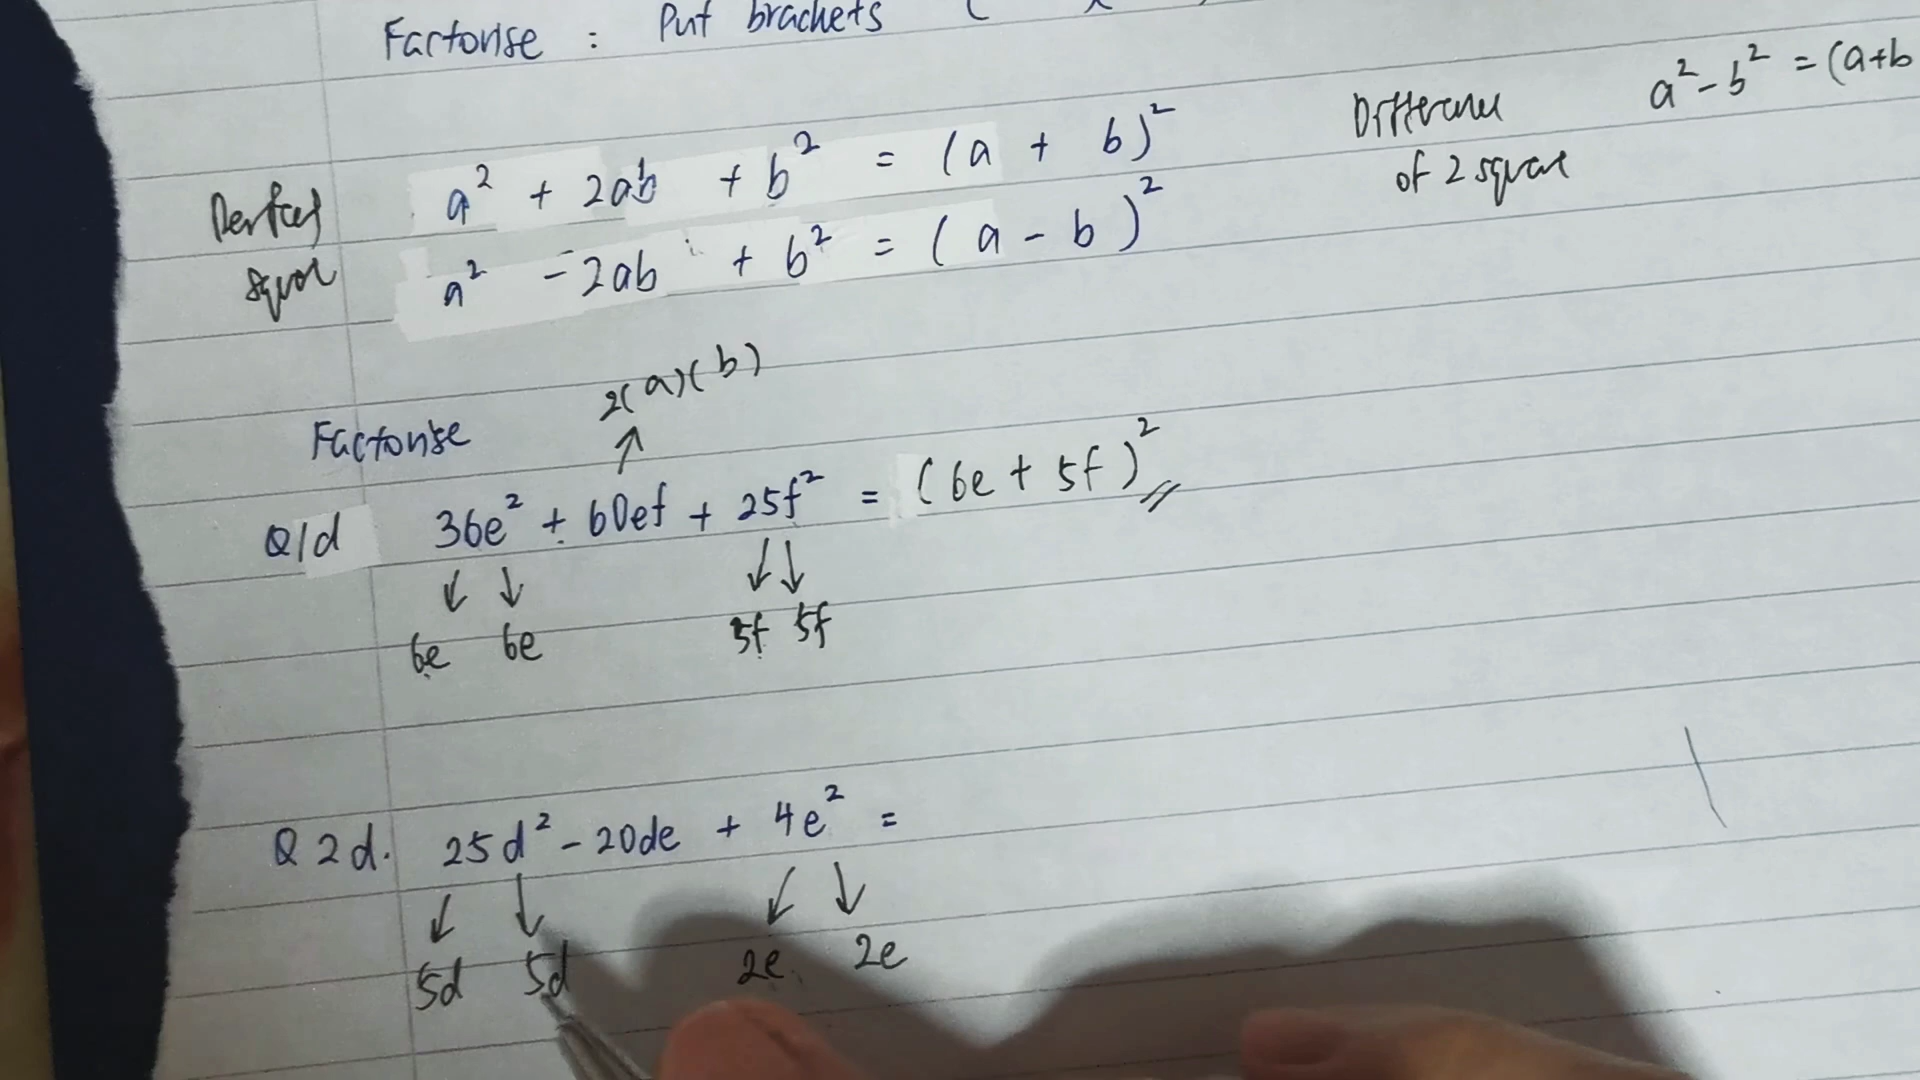 Factorise : Put brackets (
Perfect square
a² + 2ab + b² = (a + b)²
a² - 2ab + b² = (a - b)²
Difference of 2 square
a² - b² = (a+b
2(a)(b)
Factorise
Q1d 36e² + 60ef + 25f² = (6e + 5f)²
6e 6e 5f 5f
Q2d. 25d² - 20de + 4e² =
5d 5d 2e 2e